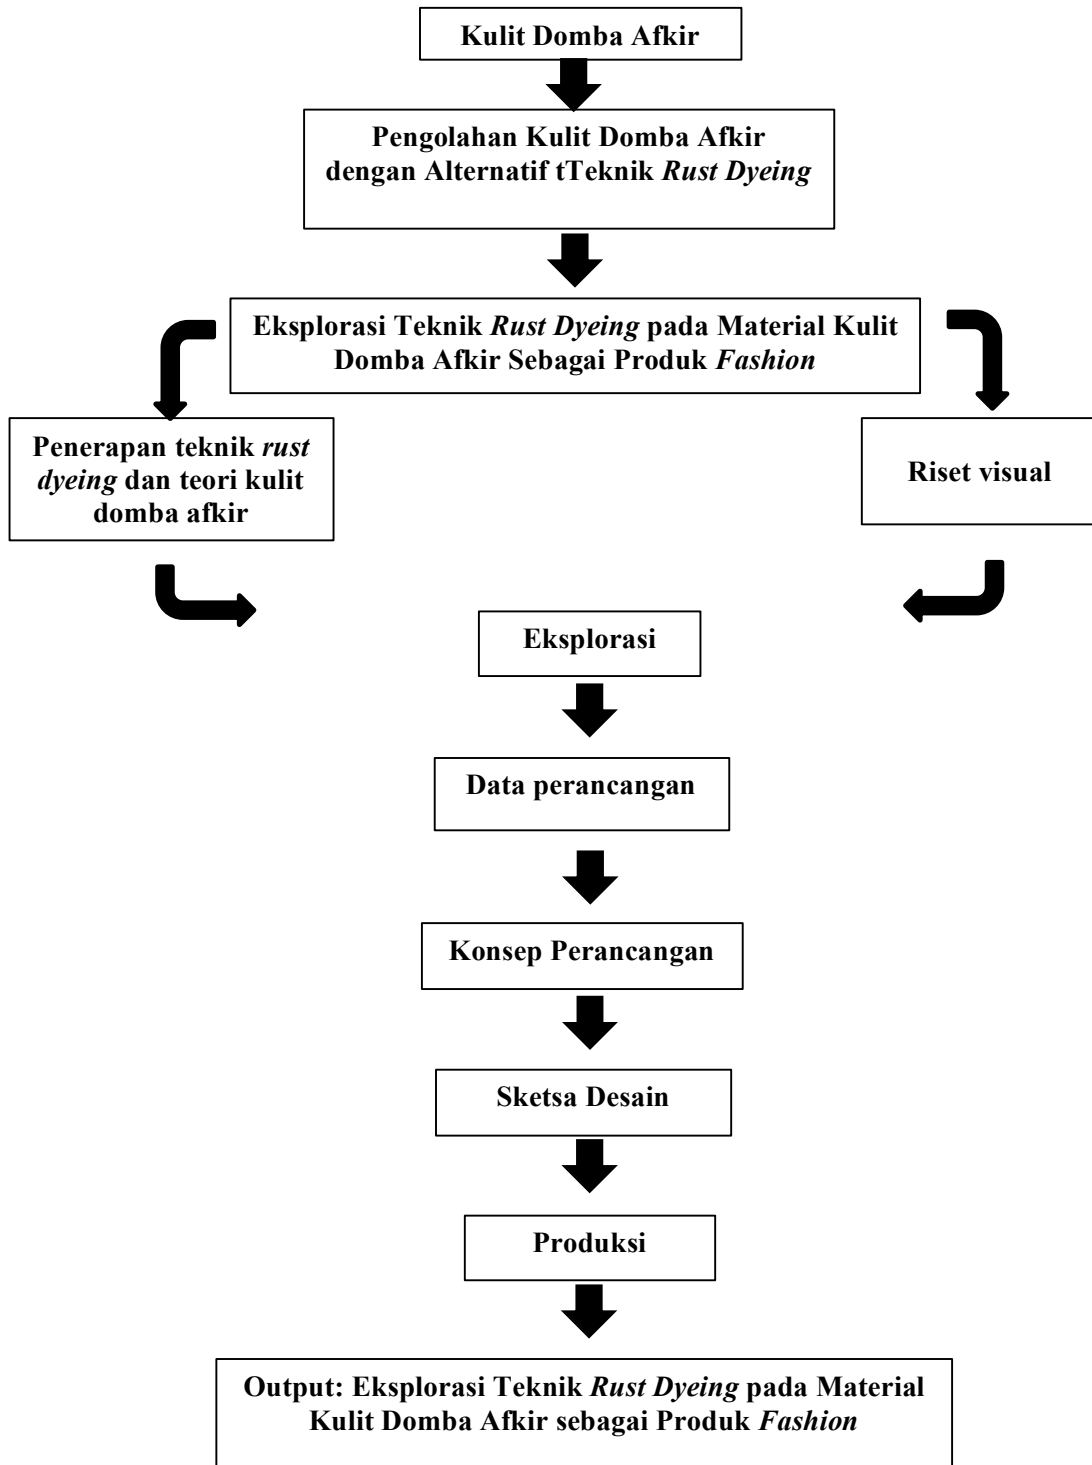 Kulit Domba Afkir
Pengolahan Kulit Domba Afkir
dengan Alternatif tTeknik Rust Dyeing
Eksplorasi Teknik Rust Dyeing pada Material Kulit
Domba Afkir Sebagai Produk Fashion
Penerapan teknik rust
dyeing dan teori kulit
domba afkir
Riset visual
Eksplorasi
Data perancangan
Konsep Perancangan
Sketsa Desain
Produksi
Output: Eksplorasi Teknik Rust Dyeing pada Material
Kulit Domba Afkir sebagai Produk Fashion